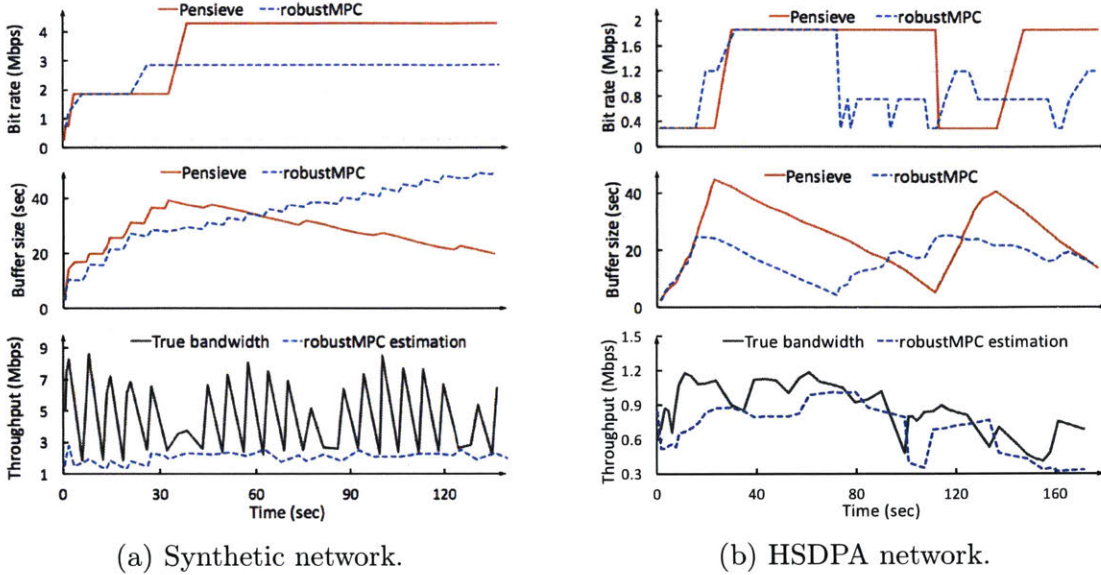 Pensieve robustMPC
Bit rate (Mbps)
4
3
2
1
0
Pensieve robustMPC
Buffer size (sec)
40
20
0
True bandwidth robustMPC estimation
Throughput (Mbps)
9
7
5
3
1
0 30 60 90 120
Time (sec)
(a) Synthetic network.
Pensieve robustMPC
Bit rate (Mbps)
2
1.6
1.2
0.8
0.4
0
Pensieve robustMPC
Buffer size (sec)
40
20
0
True bandwidth robustMPC estimation
Throughput (Mbps)
1.5
1.2
0.9
0.6
0.3
0 40 80 120 160
Time (sec)
(b) HSDPA network.